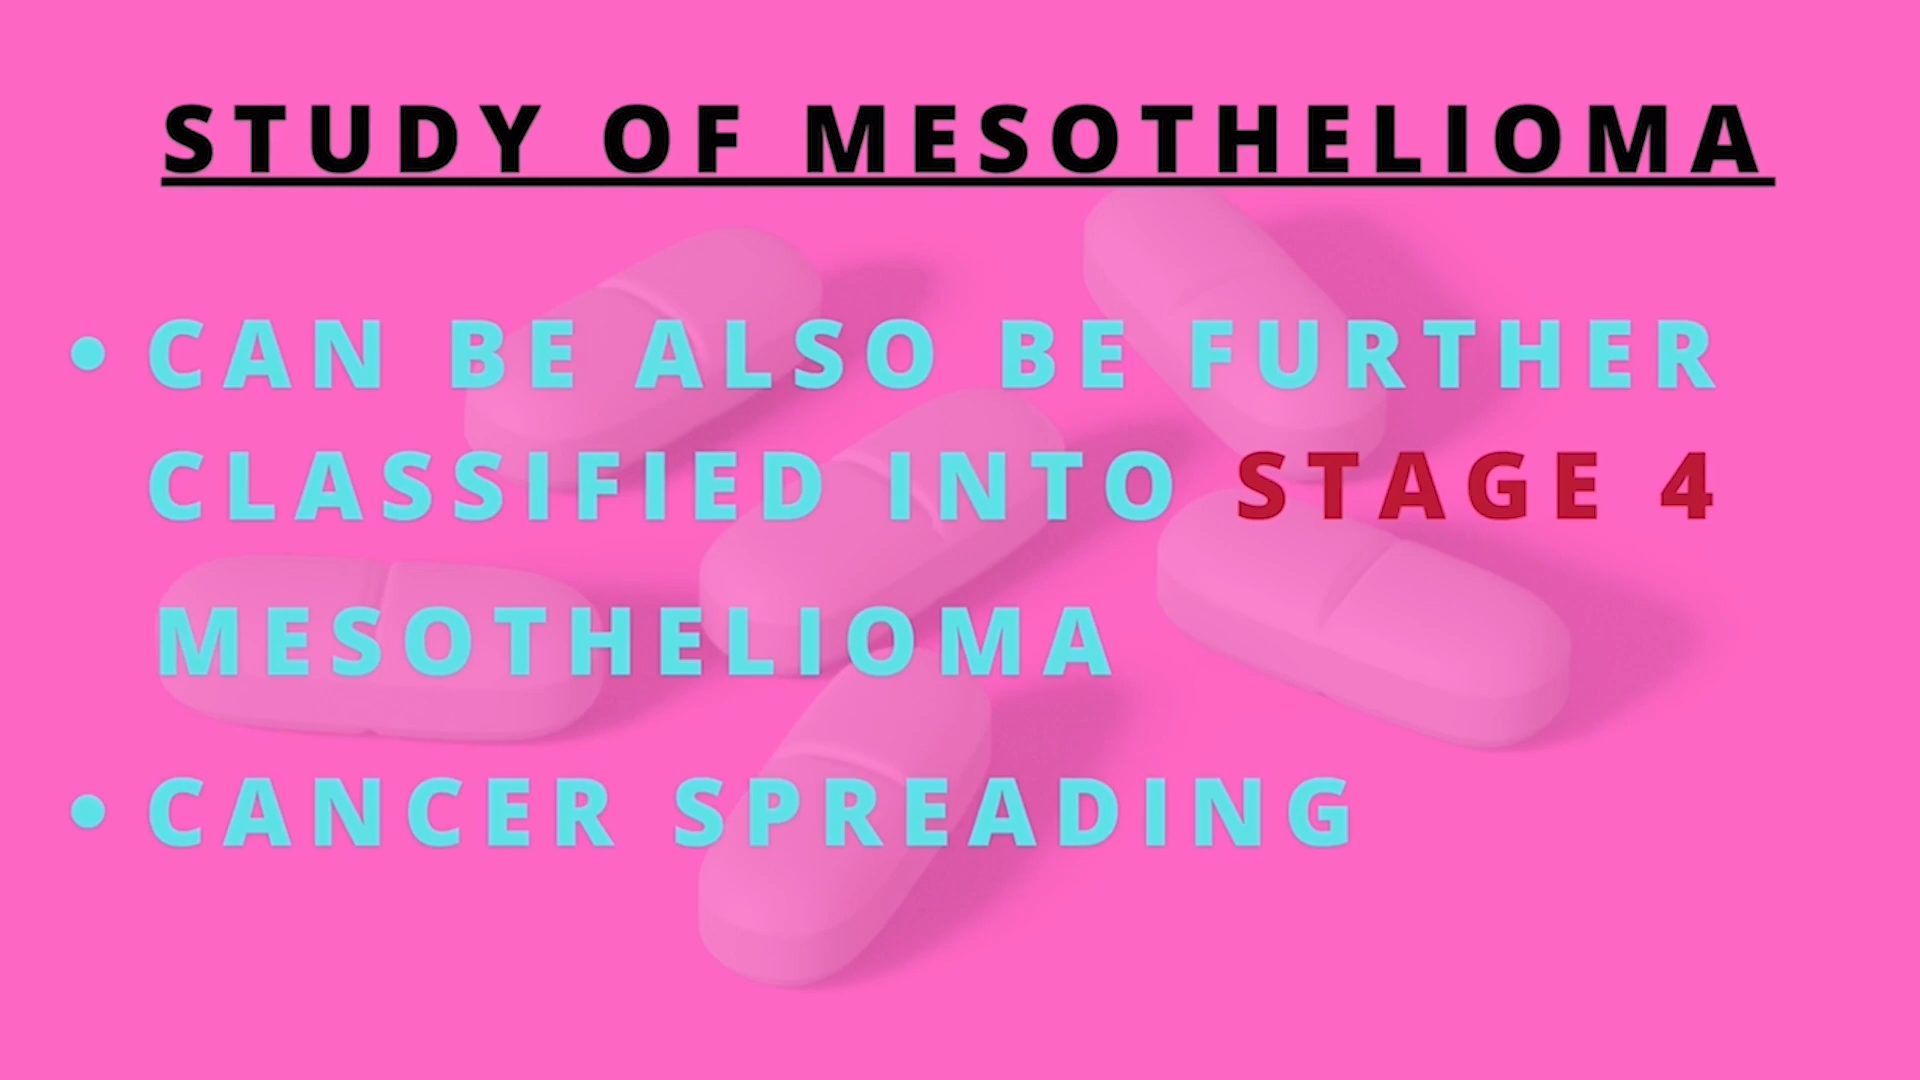 STUDY OF MESOTHELIOMA
• CAN BE ALSO BE FURTHER
CLASSIFIED INTO STAGE 4
MESOTHELIOMA
• CANCER SPREADING